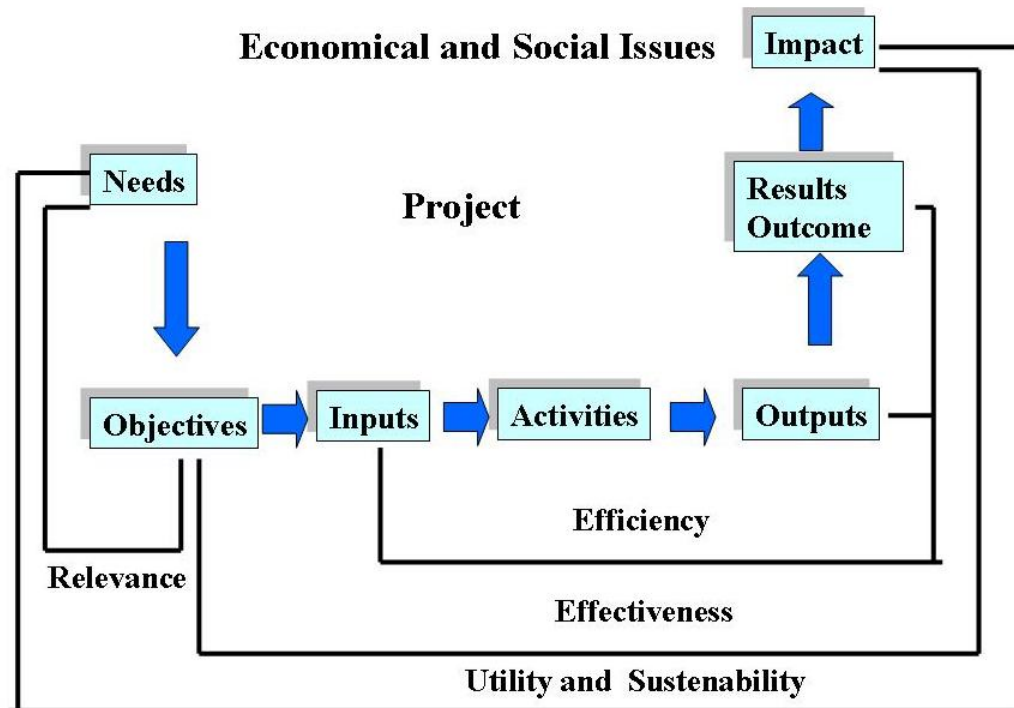 Economical and Social Issues
Impact
Needs
Project
Results
Outcome
Objectives
Inputs
Activities
Outputs
Efficiency
Relevance
Effectiveness
Utility and Sustenability